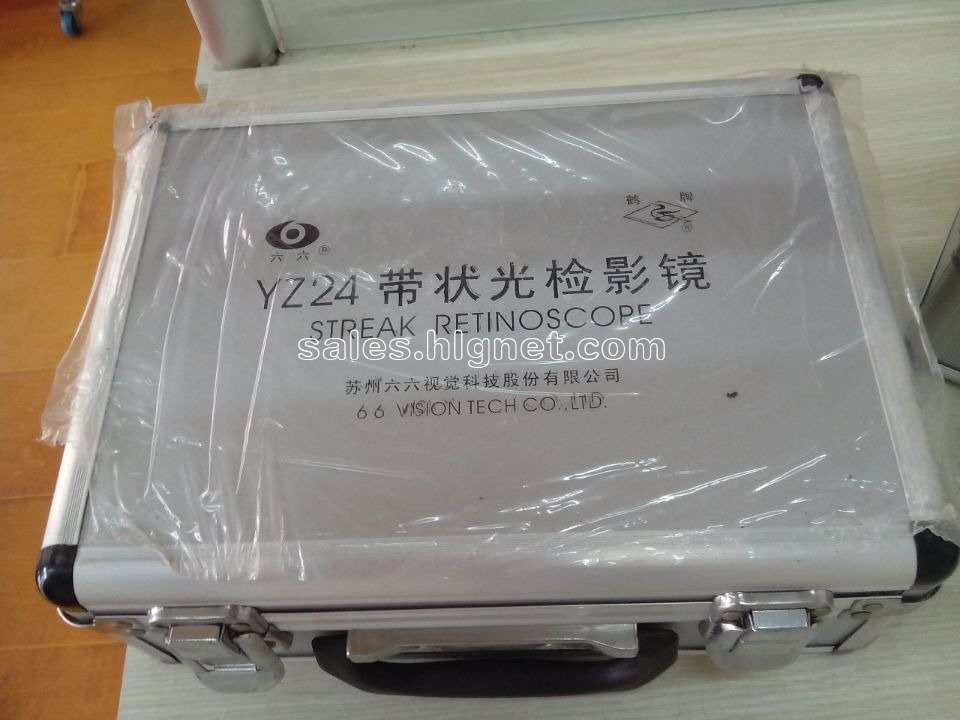 鹤 牌
®
六 六 ®
YZ24 带状光检影镜
STREAK RETINOSCOPE
sales.hlgnet.com
苏州六六视觉科技股份有限公司
66 VISION TECH CO.,LTD.